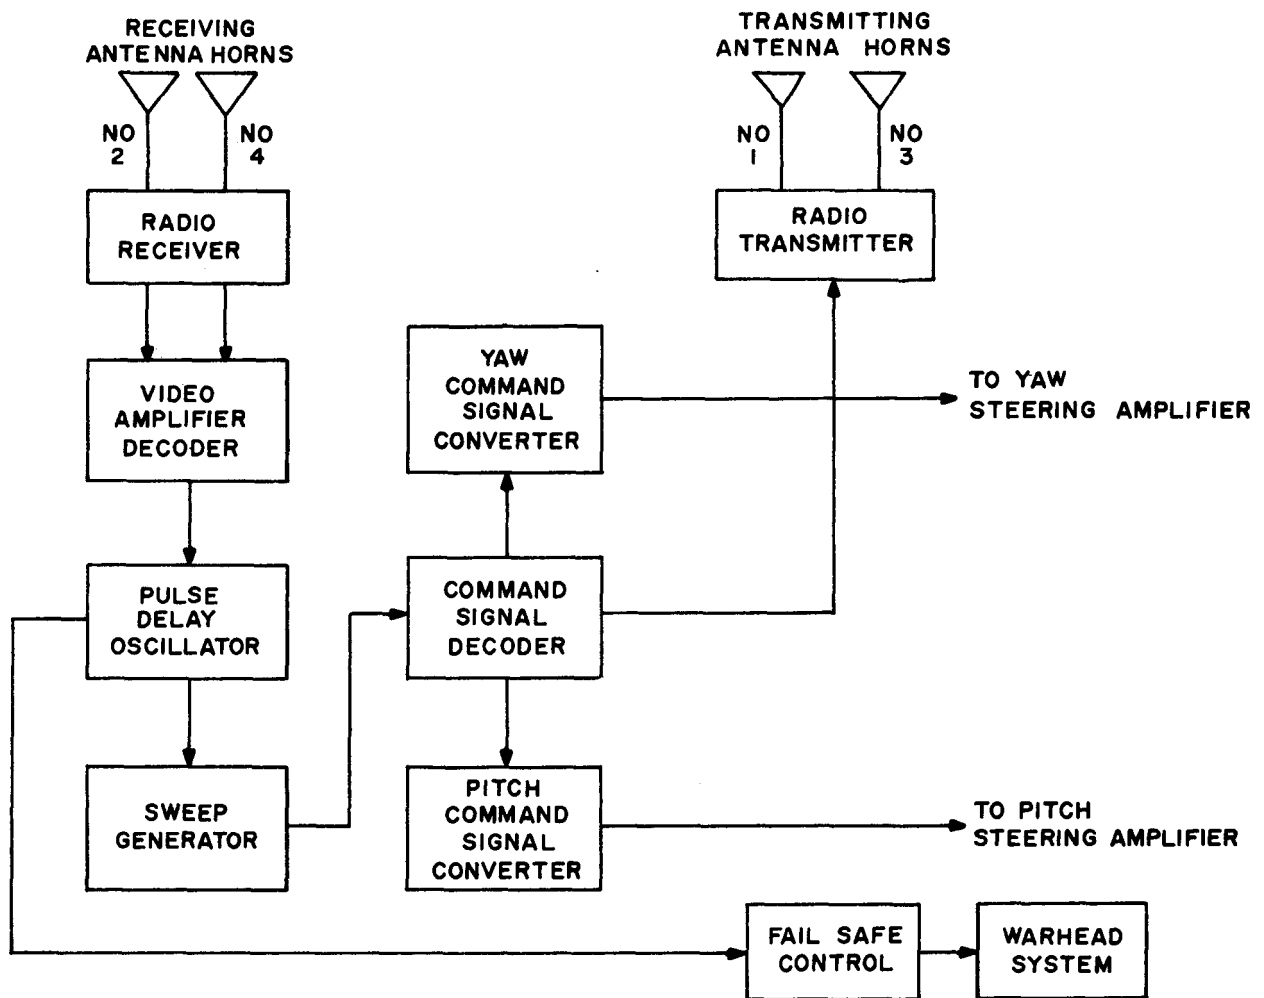 RECEIVING
ANTENNA HORNS
NO
2
NO
4
TRANSMITTING
ANTENNA HORNS
NO
1
NO
3
RADIO
RECEIVER
RADIO
TRANSMITTER
VIDEO
AMPLIFIER
DECODER
YAW
COMMAND
SIGNAL
CONVERTER
TO YAW
STEERING AMPLIFIER
PULSE
DELAY
OSCILLATOR
COMMAND
SIGNAL
DECODER
SWEEP
GENERATOR
PITCH
COMMAND
SIGNAL
CONVERTER
TO PITCH
STEERING AMPLIFIER
FAIL SAFE
CONTROL
WARHEAD
SYSTEM